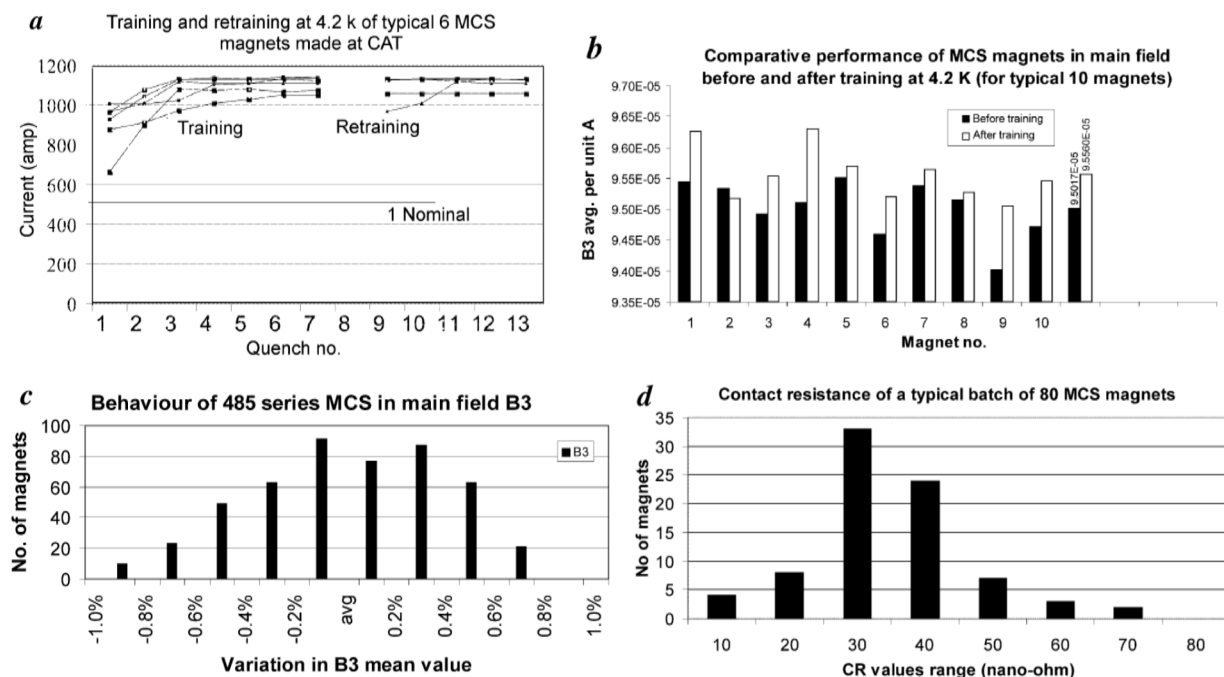 a
Training and retraining at 4.2 k of typical 6 MCS
magnets made at CAT
Current (amp)
1200
1000
800
600
400
200
0
Training
Retraining
1 Nominal
1 2 3 4 5 6 7 8 9 10 11 12 13
Quench no.
b
Comparative performance of MCS magnets in main field
before and after training at 4.2 K (for typical 10 magnets)
B3 avg. per unit A
9.70E-05
9.65E-05
9.60E-05
9.55E-05
9.50E-05
9.45E-05
9.40E-05
9.35E-05
Before training
After training
9.5017E-05
9.5560E-05
1 2 3 4 5 6 7 8 9 10
Magnet no.
c
Behaviour of 485 series MCS in main field B3
No. of magnets
100
80
60
40
20
0
B3
-1.0% -0.8% -0.6% -0.4% -0.2% avg 0.2% 0.4% 0.6% 0.8% 1.0%
Variation in B3 mean value
d
Contact resistance of a typical batch of 80 MCS magnets
No of magnets
35
30
25
20
15
10
5
0
10 20 30 40 50 60 70 80
CR values range (nano-ohm)